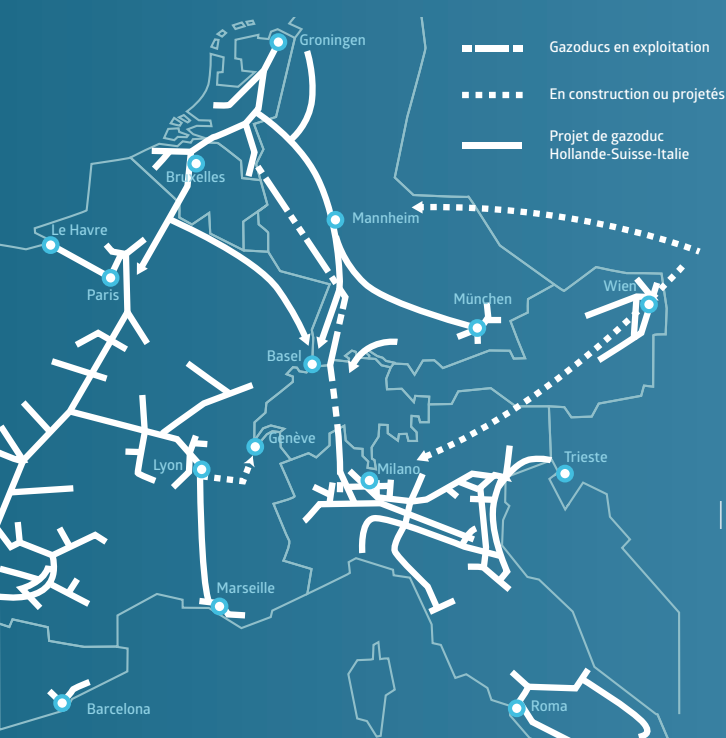 Groningen
Gazoducs en exploitation
En construction ou projetés
Projet de gazoduc
Hollande-Suisse-Italie
Bruxelles
Mannheim
Le Havre
Paris
Wien
München
Basel
Genève
Lyon
Milano
Trieste
Marseille
Barcelona
Roma